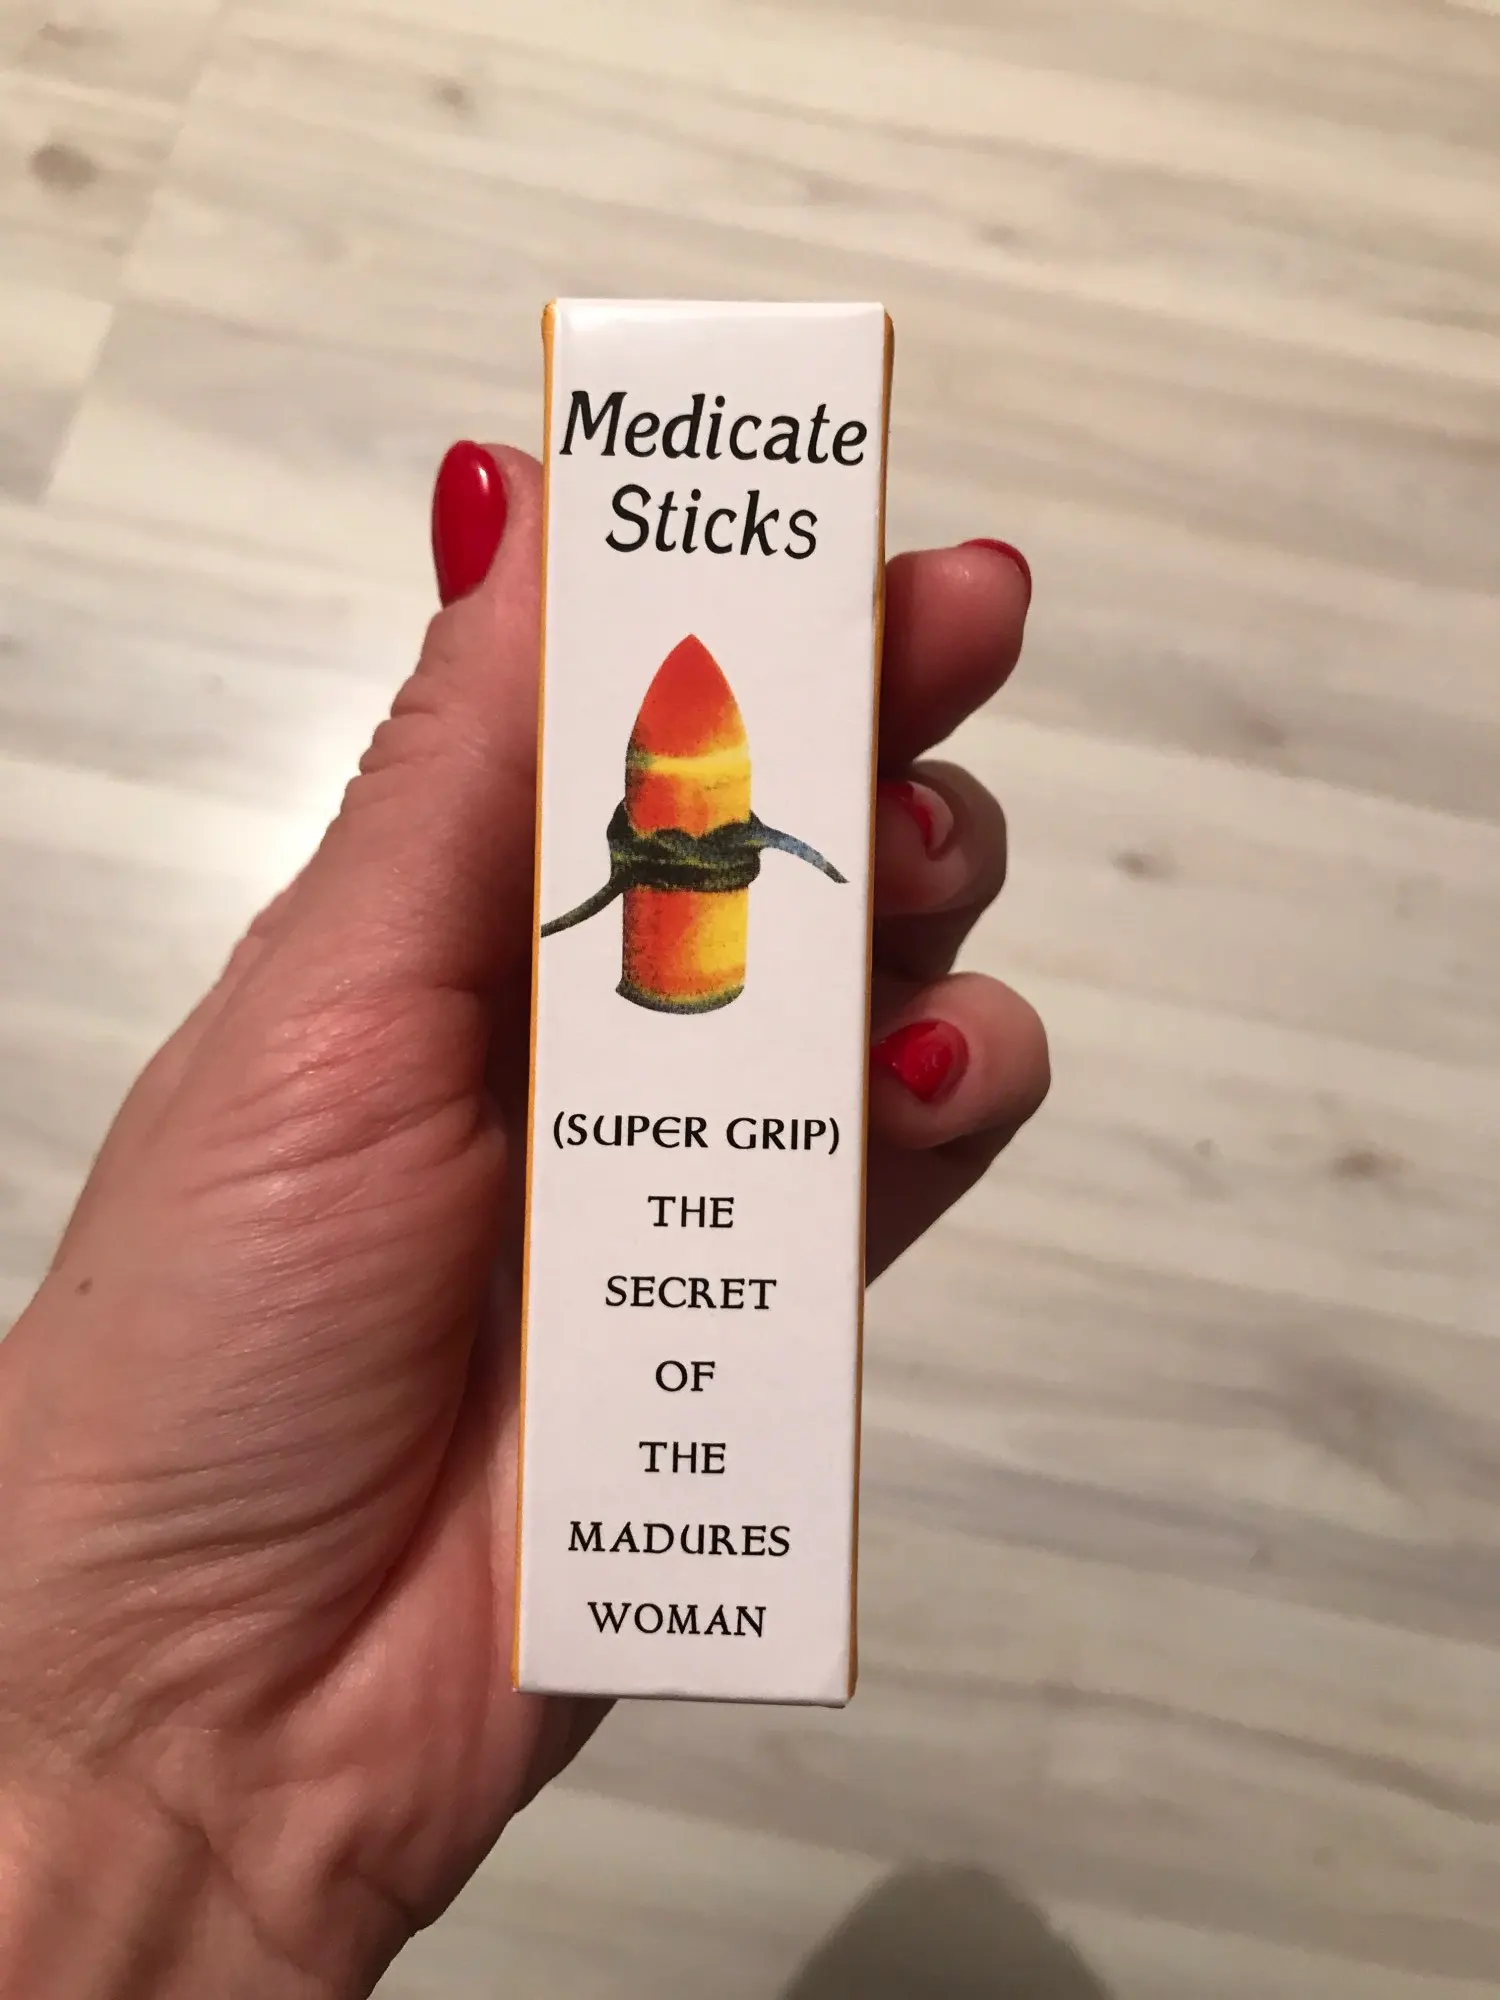 Medicate
Sticks
(SUPER GRIP)
THE
SECRET
OF
THE
MADURES
WOMAN